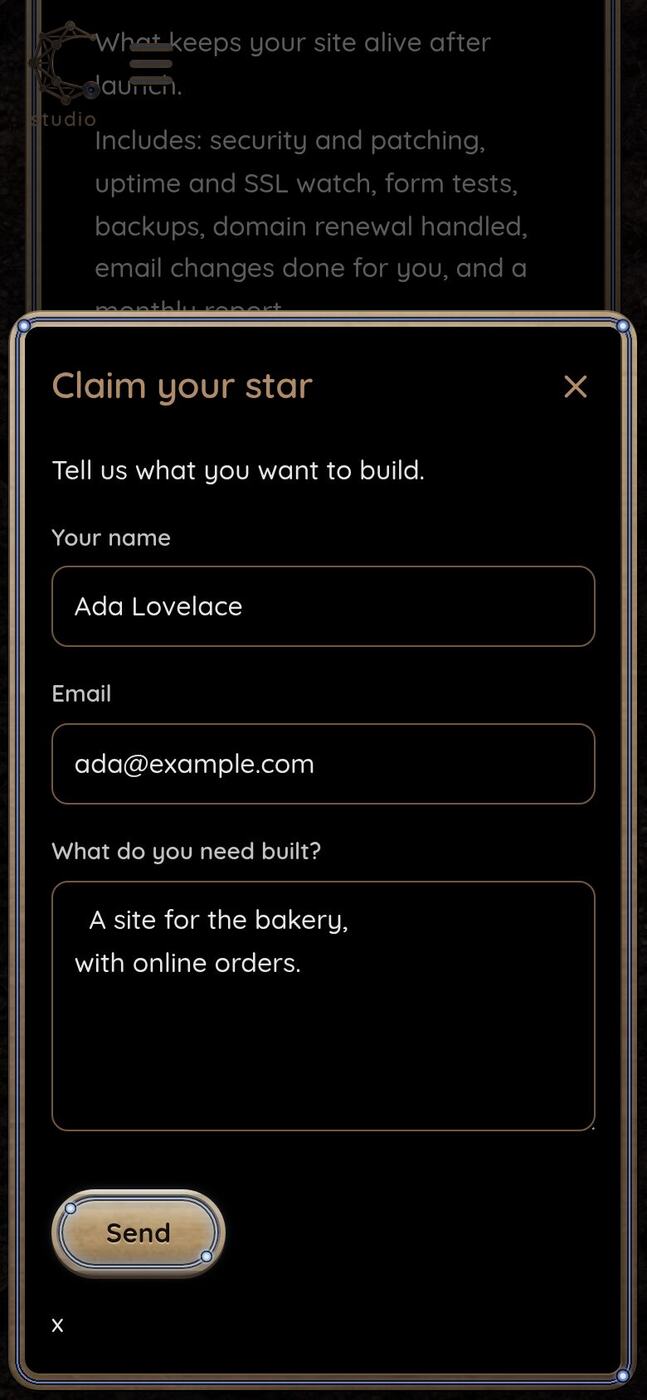 What keeps your site alive after
launch.
studio
Includes: security and patching,
uptime and SSL watch, form tests,
backups, domain renewal handled,
email changes done for you, and a
monthly report
Claim your star
Tell us what you want to build.
Your name
Ada Lovelace
Email
ada@example.com
What do you need built?
A site for the bakery,
with online orders.
Send
x